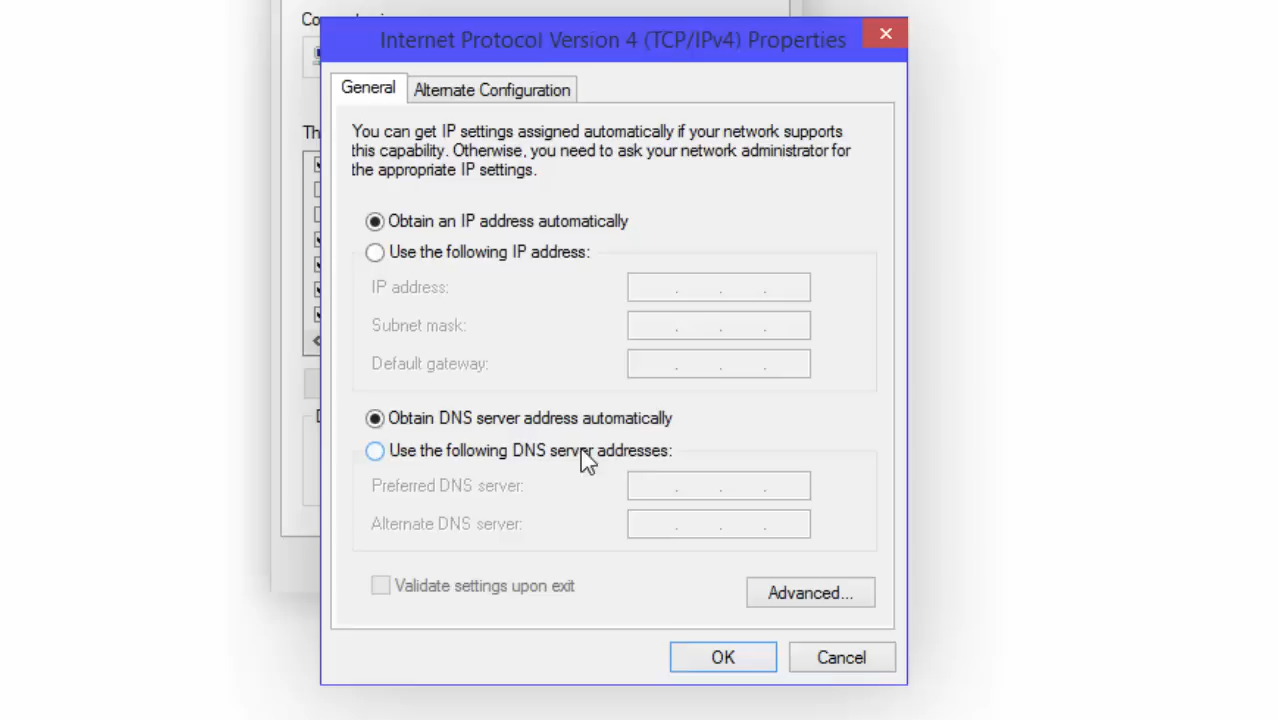 Internet Protocol Version 4 (TCP/IPv4) Properties
General
Alternate Configuration
You can get IP settings assigned automatically if your network supports
this capability. Otherwise, you need to ask your network administrator for
the appropriate IP settings.
Obtain an IP address automatically
Use the following IP address:
IP address:
Subnet mask:
Default gateway:
Obtain DNS server address automatically
Use the following DNS server addresses:
Preferred DNS server:
Alternate DNS server:
Validate settings upon exit
Advanced...
OK
Cancel